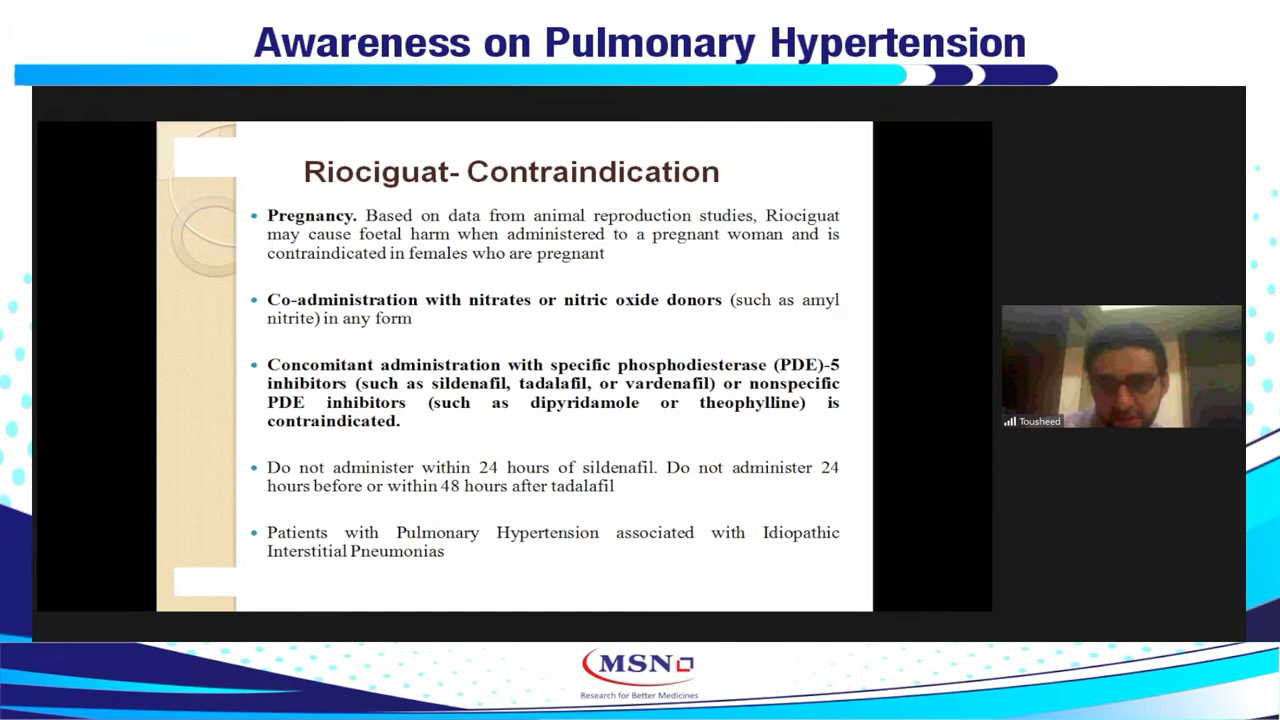 Awareness on Pulmonary Hypertension
Riociguat- Contraindication
• Pregnancy. Based on data from animal reproduction studies, Riociguat
may cause foetal harm when administered to a pregnant woman and is
contraindicated in females who are pregnant
• Co-administration with nitrates or nitric oxide donors (such as amyl
nitrite) in any form
• Concomitant administration with specific phosphodiesterase (PDE)-5
inhibitors (such as sildenafil, tadalafil, or vardenafil) or nonspecific
PDE inhibitors (such as dipyridamole or theophylline) is
contraindicated.
• Do not administer within 24 hours of sildenafil. Do not administer 24
hours before or within 48 hours after tadalafil
• Patients with Pulmonary Hypertension associated with Idiopathic
Interstitial Pneumonias
Tousheed
MSN
Research for Better Medicines